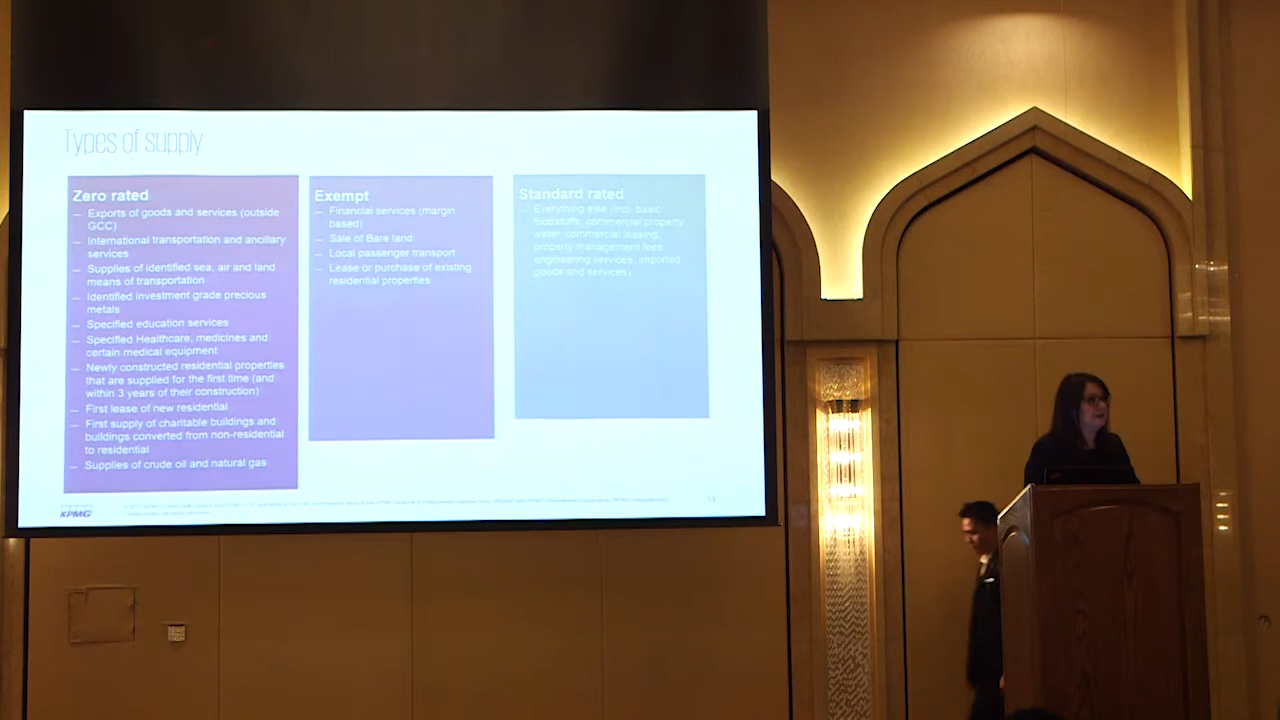 Types of supply
Zero rated
– Exports of goods and services (outside
GCC)
– International transportation and ancillary
services
– Supplies of identified sea, air and land
means of transportation
– Identified investment grade precious
metals
– Specified education services
– Specified Healthcare, medicines and
certain medical equipment
– Newly constructed residential properties
that are supplied for the first time (and
within 3 years of their construction)
– First lease of new residential
– First supply of charitable buildings and
buildings converted from non-residential
to residential
– Supplies of crude oil and natural gas
Exempt
– Financial services (margin
based)
– Sale of Bare land
– Local passenger transport
– Lease or purchase of existing
residential properties
Standard rated
– Everything else (incl. basic
foodstuffs, commercial property
water, commercial leasing,
property management fees
engineering services, imported
goods and services)
KPMG
13